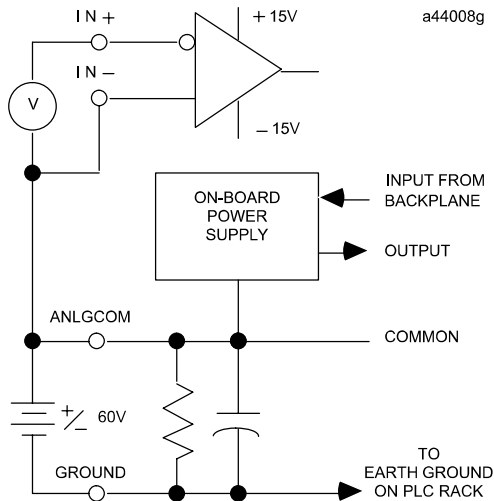 IN +
+ 15V
a44008g
IN –
V
– 15V
ON-BOARD
POWER
SUPPLY
INPUT FROM
BACKPLANE
OUTPUT
ANLGCOM
COMMON
+/– 60V
GROUND
TO
EARTH GROUND
ON PLC RACK